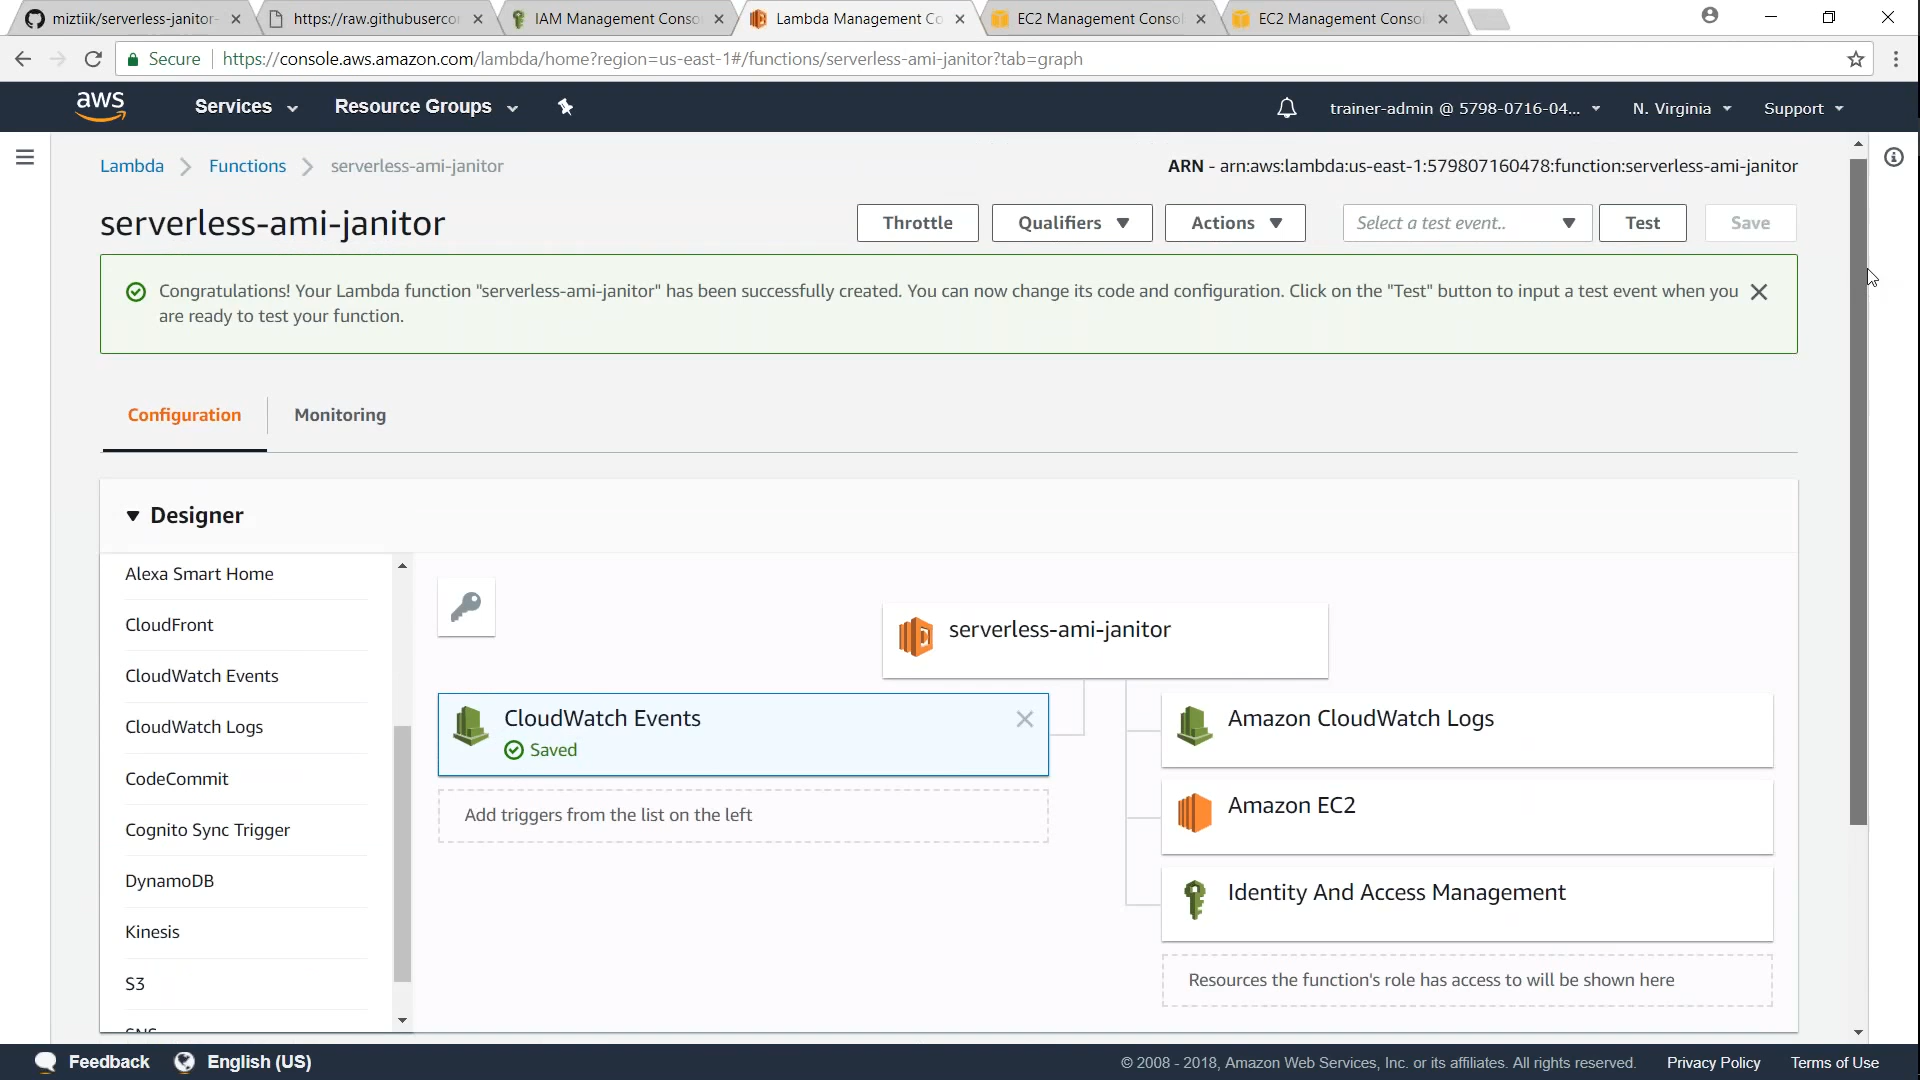 miztiik/serverless-janitor-
https://raw.githubuserco
IAM Management Conso
Lambda Management Co
EC2 Management Consol
EC2 Management Consol
Secure
https://console.aws.amazon.com/lambda/home?region=us-east-1#/functions/serverless-ami-janitor?tab=graph
aws
Services
Resource Groups
trainer-admin @ 5798-0716-04...
N. Virginia
Support
Lambda
Functions
serverless-ami-janitor
ARN - arn:aws:lambda:us-east-1:579807160478:function:serverless-ami-janitor
serverless-ami-janitor
Throttle
Qualifiers
Actions
Select a test event..
Test
Save
Congratulations! Your Lambda function "serverless-ami-janitor" has been successfully created. You can now change its code and configuration. Click on the "Test" button to input a test event when you
are ready to test your function.
Configuration
Monitoring
Designer
Alexa Smart Home
CloudFront
CloudWatch Events
CloudWatch Logs
CodeCommit
Cognito Sync Trigger
DynamoDB
Kinesis
S3
SNS
serverless-ami-janitor
CloudWatch Events
Saved
Add triggers from the list on the left
Amazon CloudWatch Logs
Amazon EC2
Identity And Access Management
Resources the function's role has access to will be shown here
Feedback
English (US)
© 2008 - 2018, Amazon Web Services, Inc. or its affiliates. All rights reserved.
Privacy Policy
Terms of Use